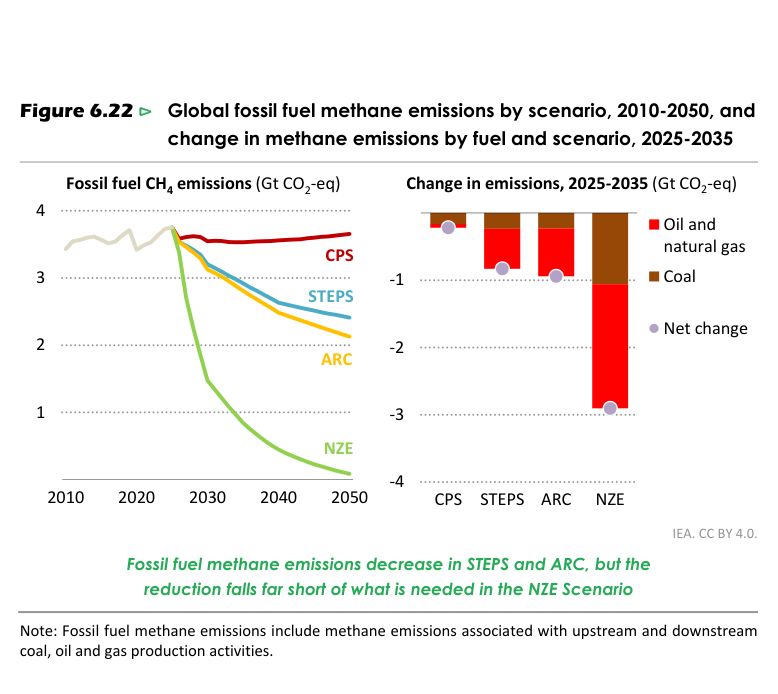 Figure 6.22 ⊳ Global fossil fuel methane emissions by scenario, 2010-2050, and
change in methane emissions by fuel and scenario, 2025-2035
Fossil fuel CH₄ emissions (Gt CO₂-eq)
4
3
2
1
2010 2020 2030 2040 2050
CPS
STEPS
ARC
NZE
Change in emissions, 2025-2035 (Gt CO₂-eq)
-1
-2
-3
-4
CPS STEPS ARC NZE
Oil and
natural gas
Coal
Net change
IEA. CC BY 4.0.
Fossil fuel methane emissions decrease in STEPS and ARC, but the
reduction falls far short of what is needed in the NZE Scenario
Note: Fossil fuel methane emissions include methane emissions associated with upstream and downstream
coal, oil and gas production activities.